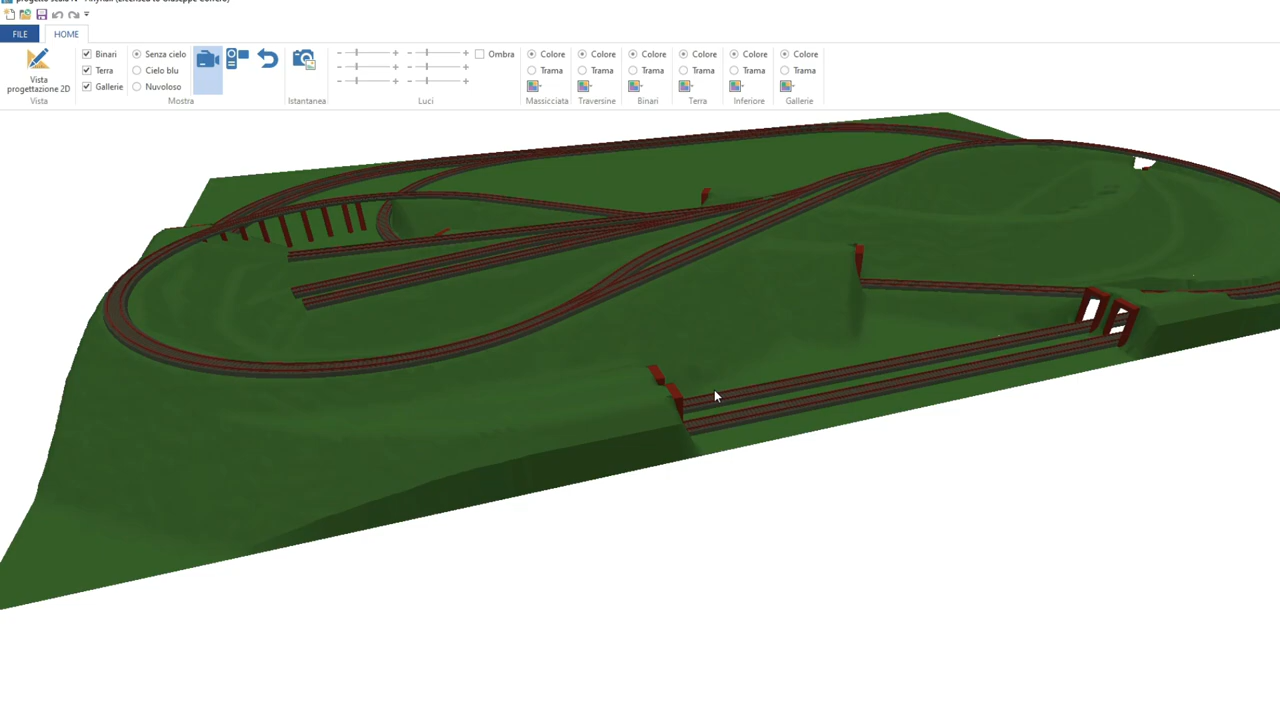 FILE HOME
Vista
progettazione 2D
Vista
Binari
Terra
Gallerie
Senza cielo
Cielo blu
Nuvoloso
Mostra
Istantanea
Ombra
Luci
Colore
Trama
Massicciata
Colore
Trama
Traversine
Colore
Trama
Binari
Colore
Trama
Terra
Colore
Trama
Inferiore
Colore
Trama
Gallerie